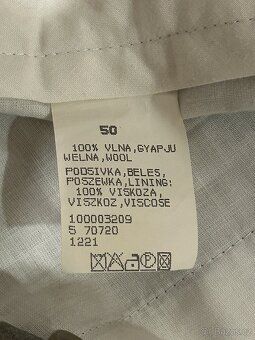 50
100% VLNA,GYAPJU
WELNA,WOOL
PODSIVKA,BELES,
POSZEWKA,LINING:
100% VISKOZA,
VISZKOZ,VISCOSE
100003209
5 70720
1221